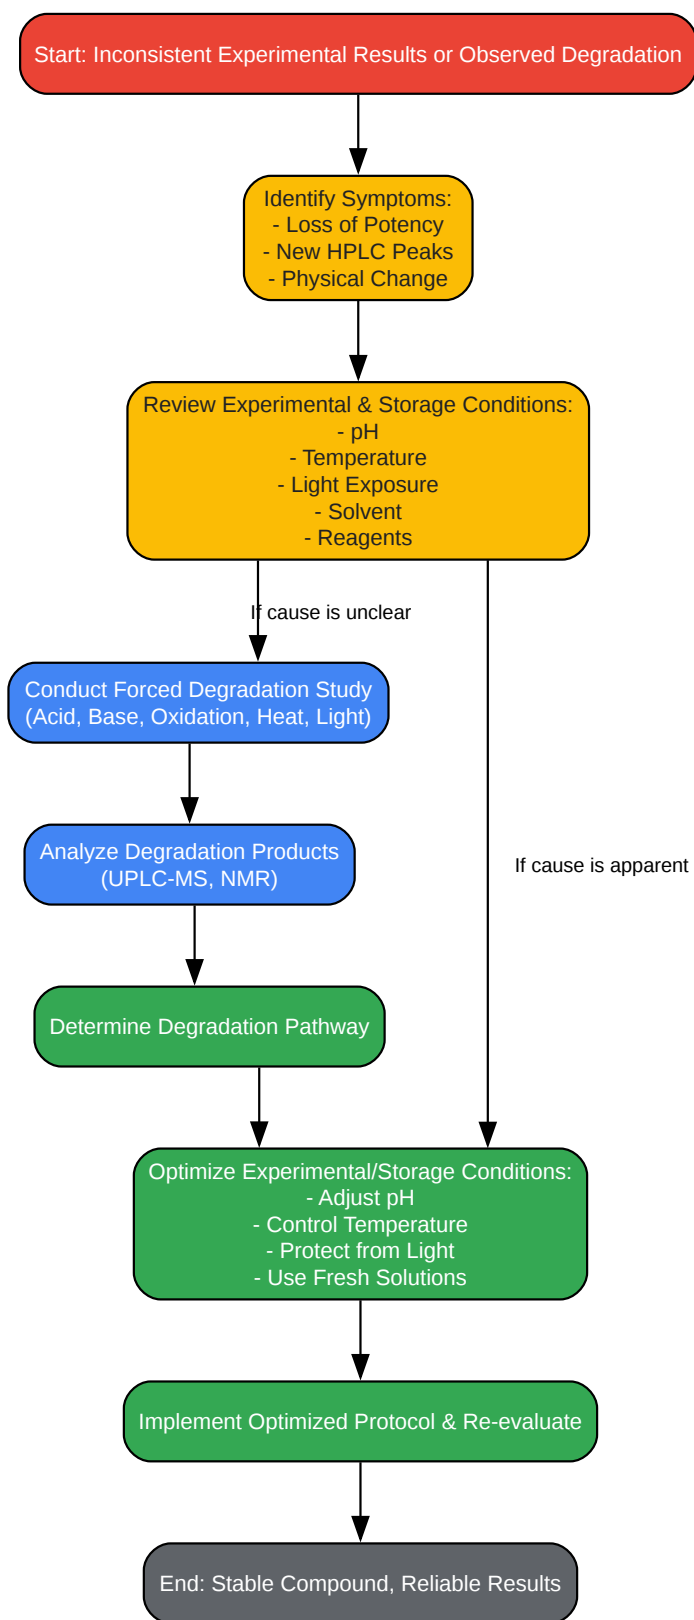 Start: Inconsistent Experimental Results or Observed Degradation
Identify Symptoms:
- Loss of Potency
- New HPLC Peaks
- Physical Change
Review Experimental & Storage Conditions:
- pH
- Temperature
- Light Exposure
- Solvent
- Reagents
If cause is unclear
Conduct Forced Degradation Study
(Acid, Base, Oxidation, Heat, Light)
Analyze Degradation Products
(UPLC-MS, NMR)
If cause is apparent
Determine Degradation Pathway
Optimize Experimental/Storage Conditions:
- Adjust pH
- Control Temperature
- Protect from Light
- Use Fresh Solutions
Implement Optimized Protocol & Re-evaluate
End: Stable Compound, Reliable Results